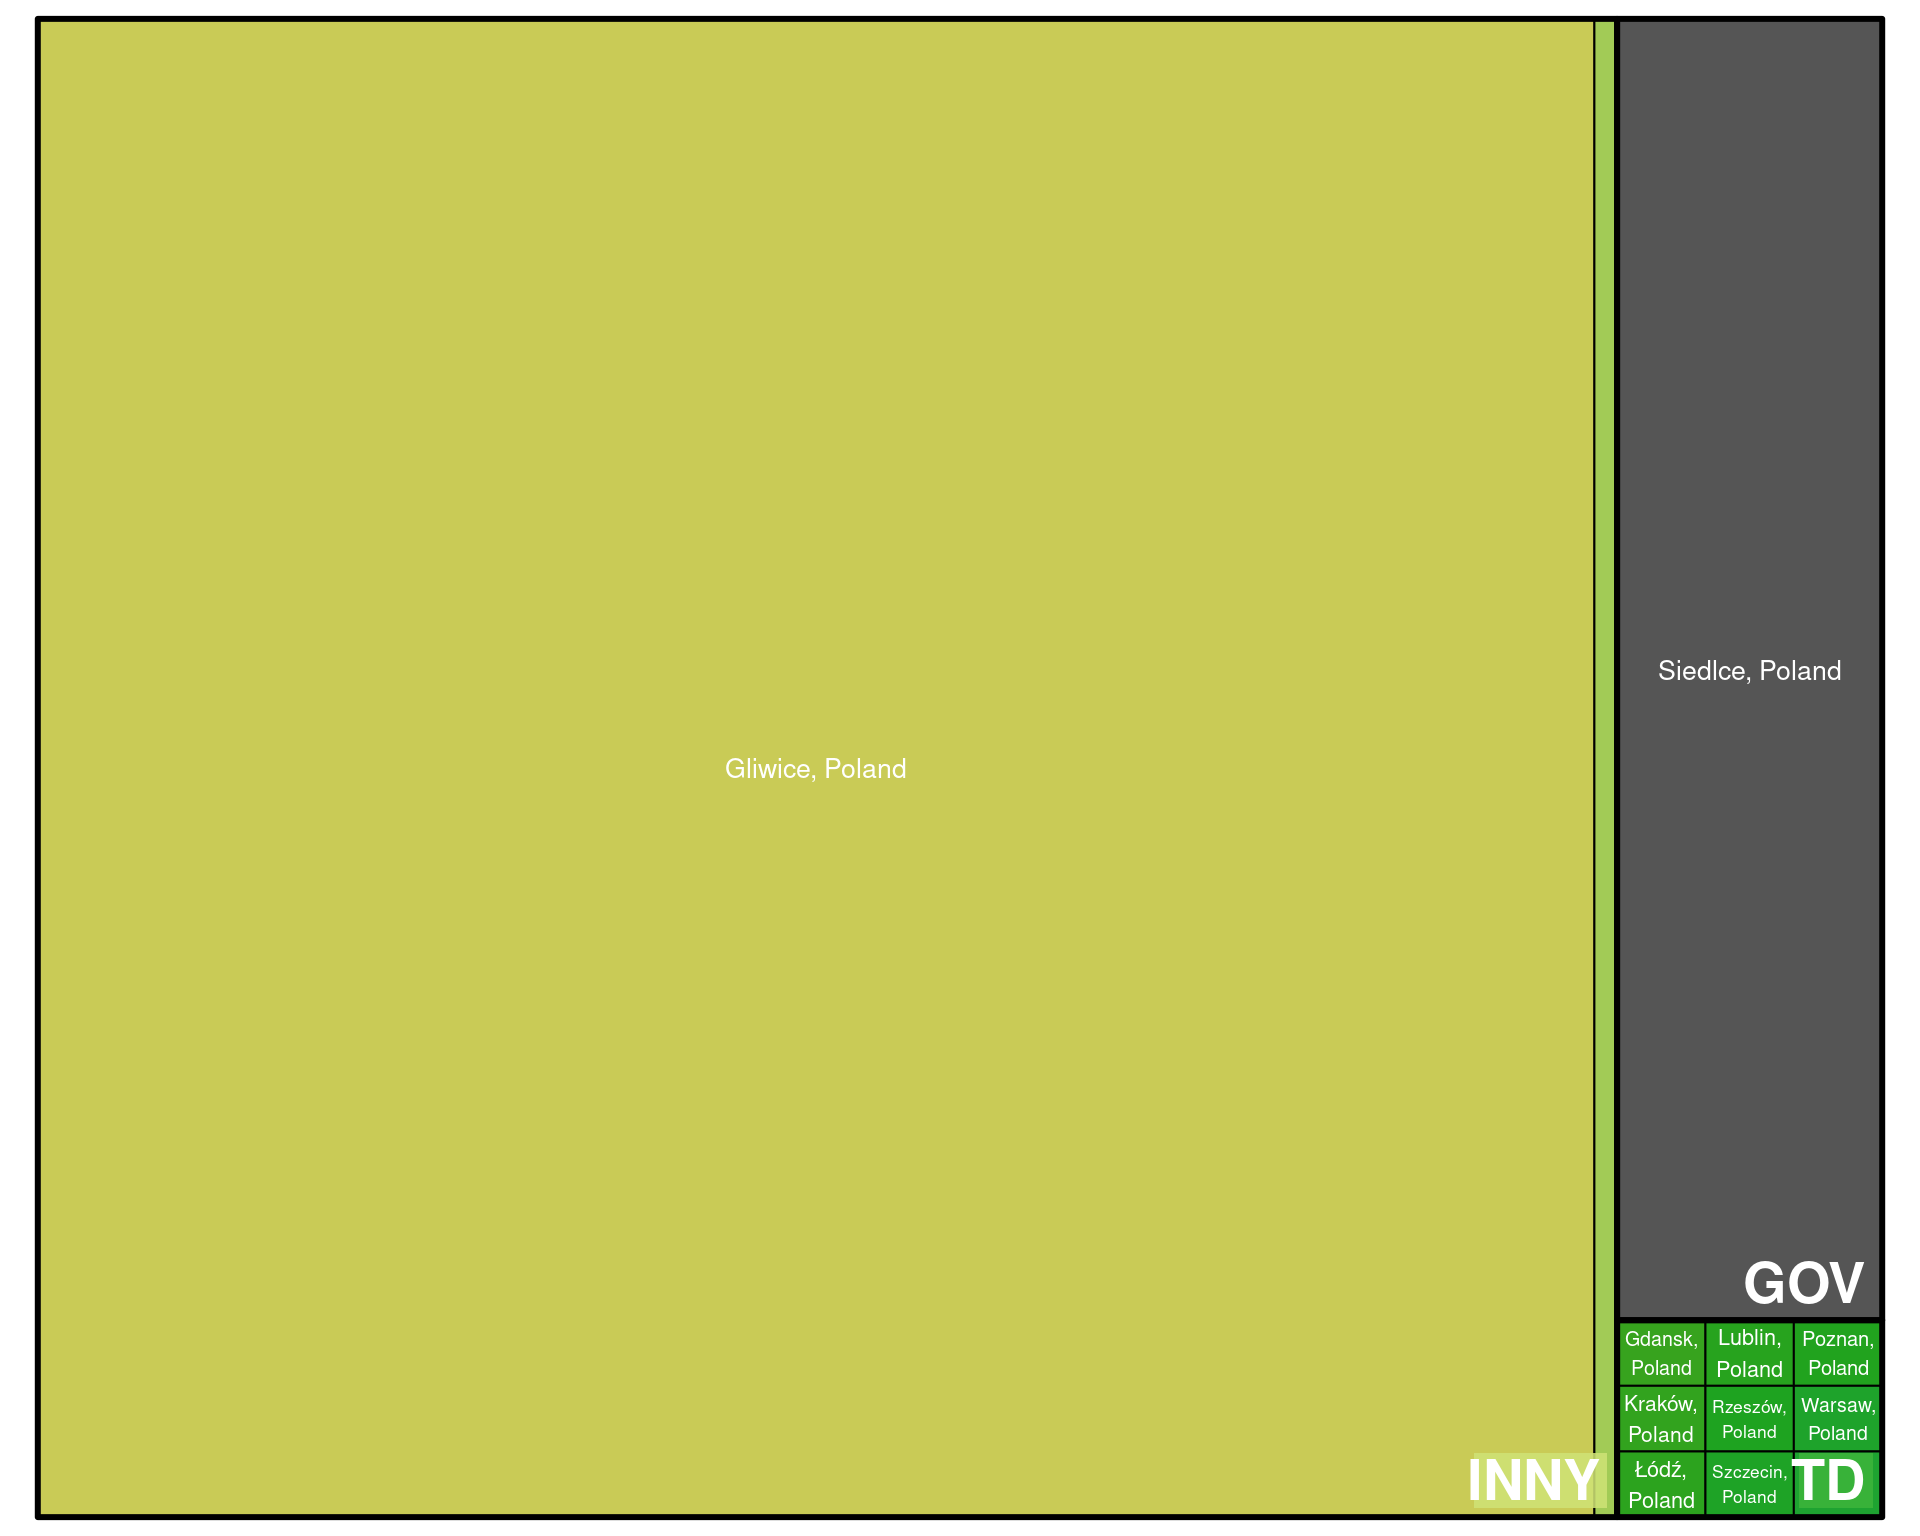 Gliwice, Poland
INNY
Siedlce, Poland
GOV
Gdansk,
Poland
Lublin,
Poland
Poznan,
Poland
Kraków,
Poland
Rzeszów,
Poland
Warsaw,
Poland
Łódź,
Poland
Szczecin,
Poland
TD